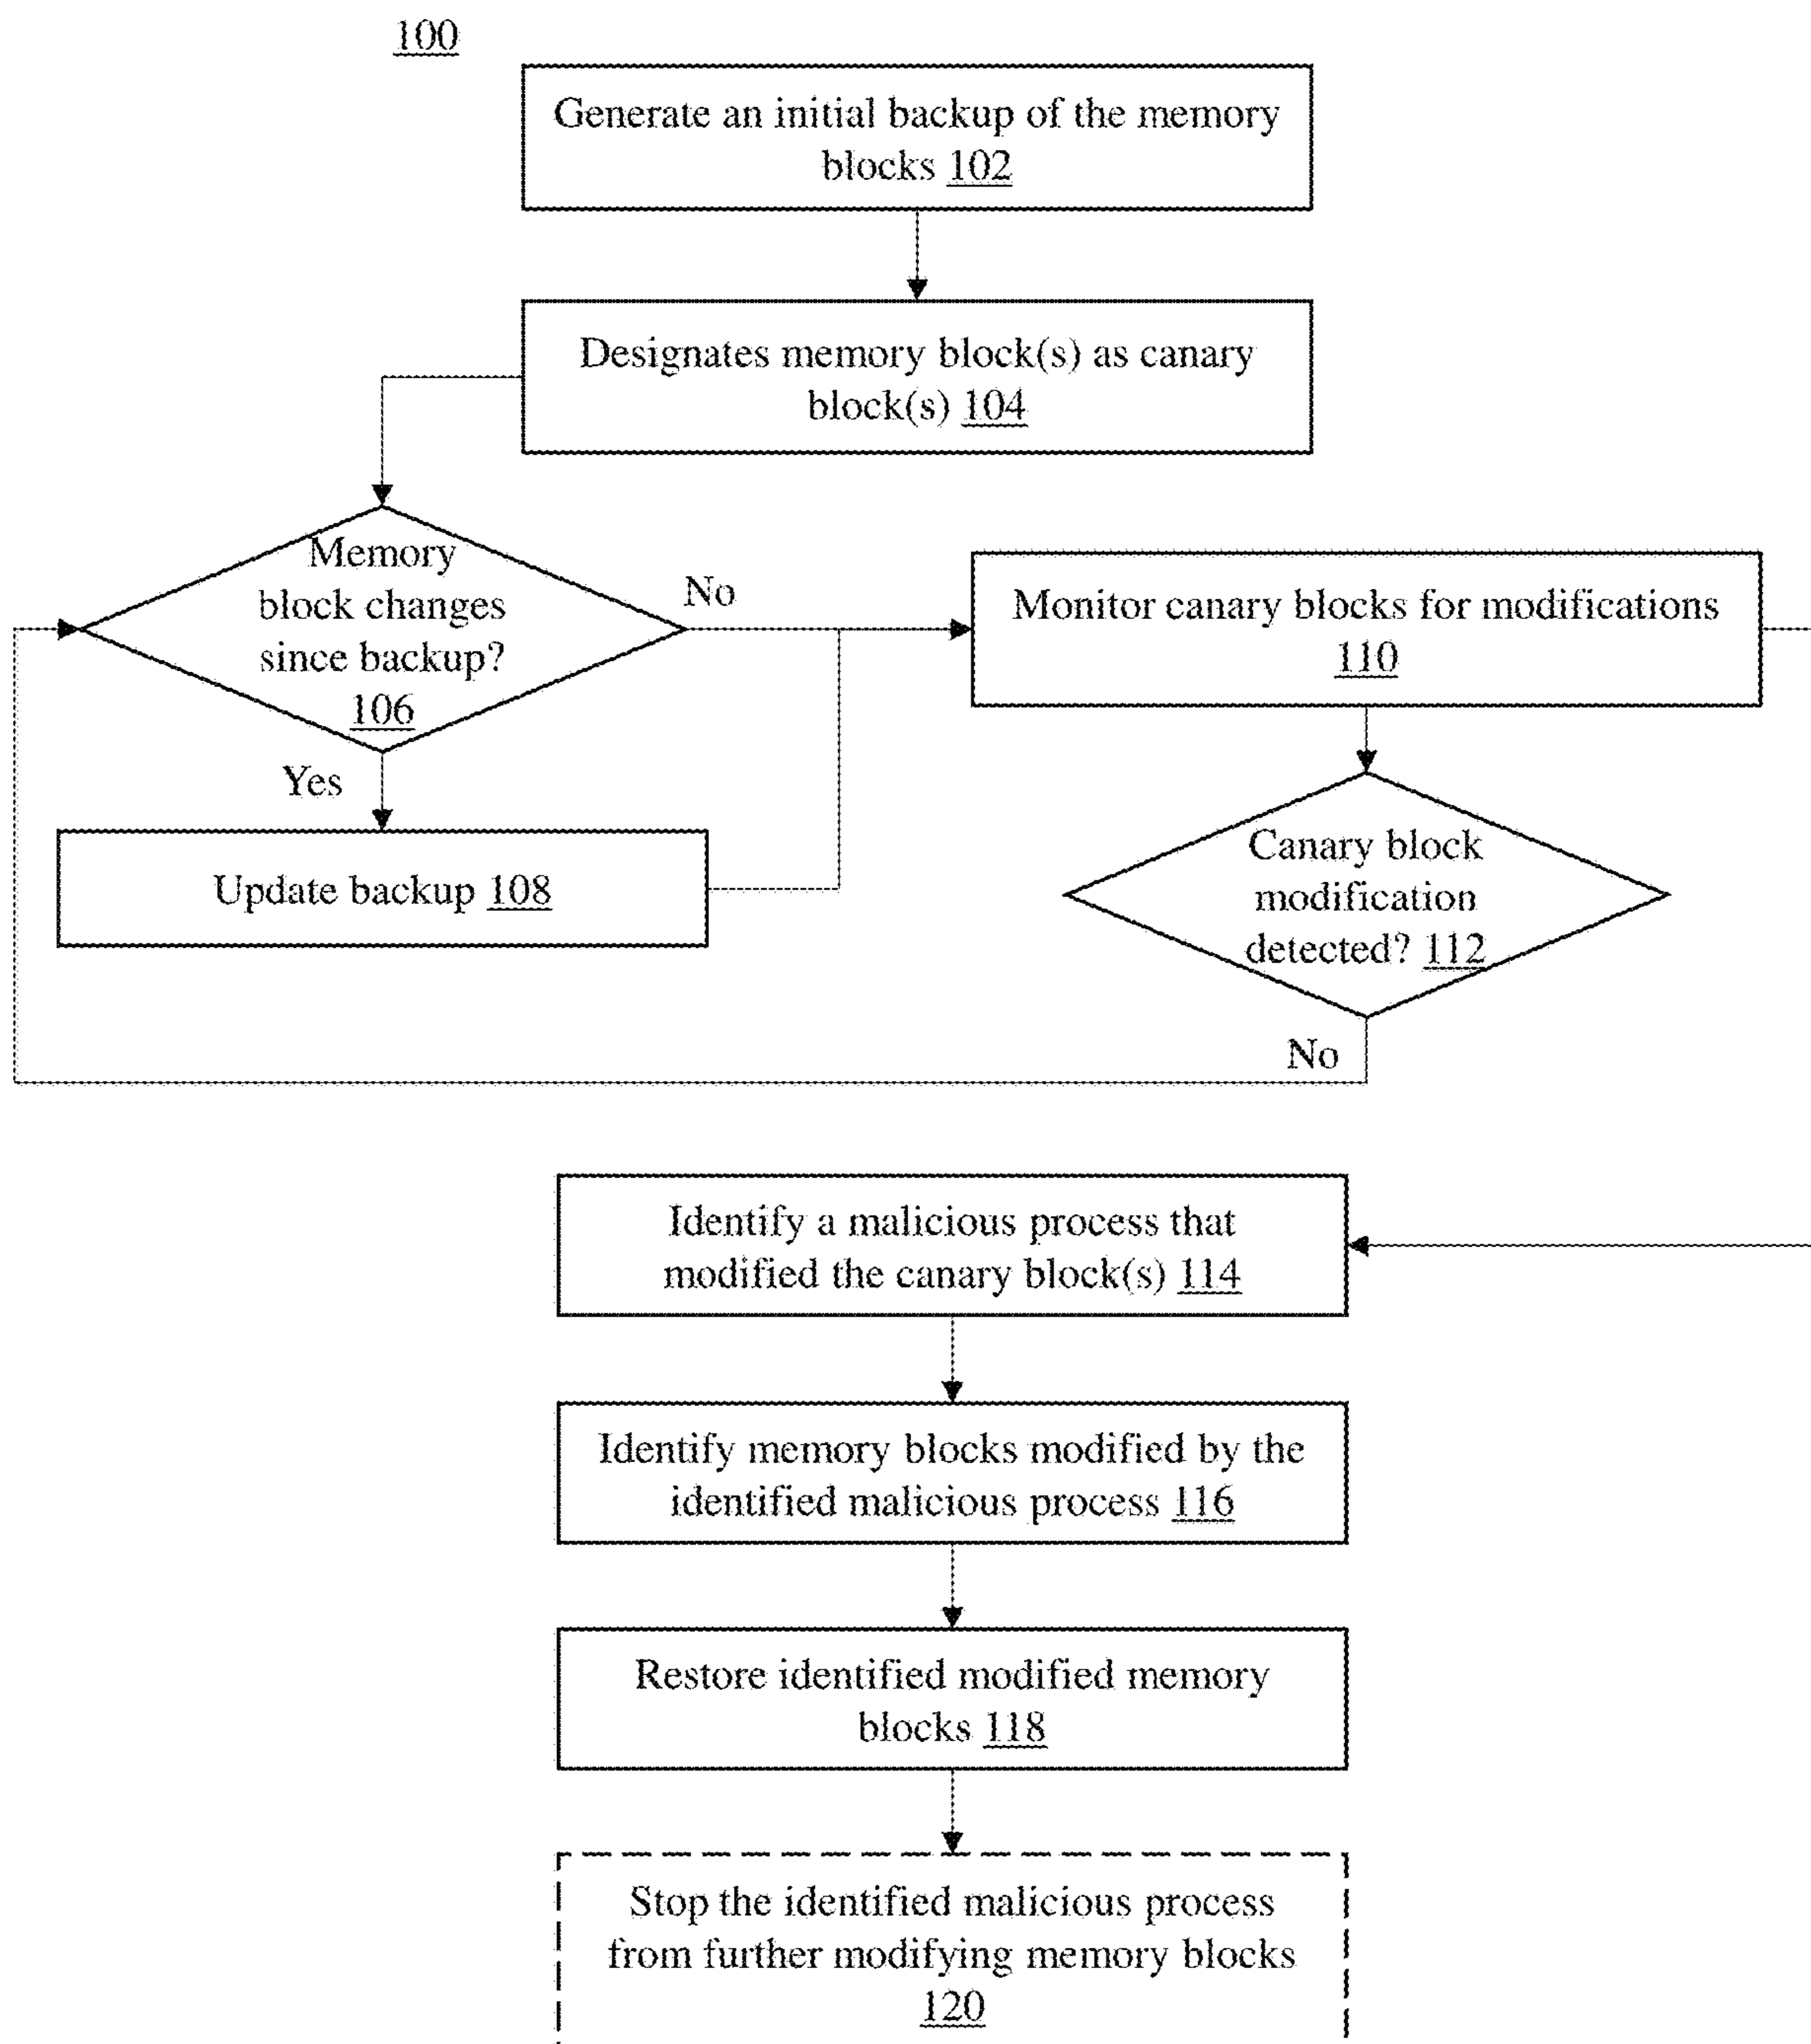 100
Generate an initial backup of the memory
blocks 102
Designates memory block(s) as canary
block(s) 104
Memory
block changes
since backup?
106
No
Yes
Update backup 108
Monitor canary blocks for modifications
110
Canary block
modification
detected? 112
No
Identify a malicious process that
modified the canary block(s) 114
Identify memory blocks modified by the
identified malicious process 116
Restore identified modified memory
blocks 118
Stop the identified malicious process
from further modifying memory blocks
120